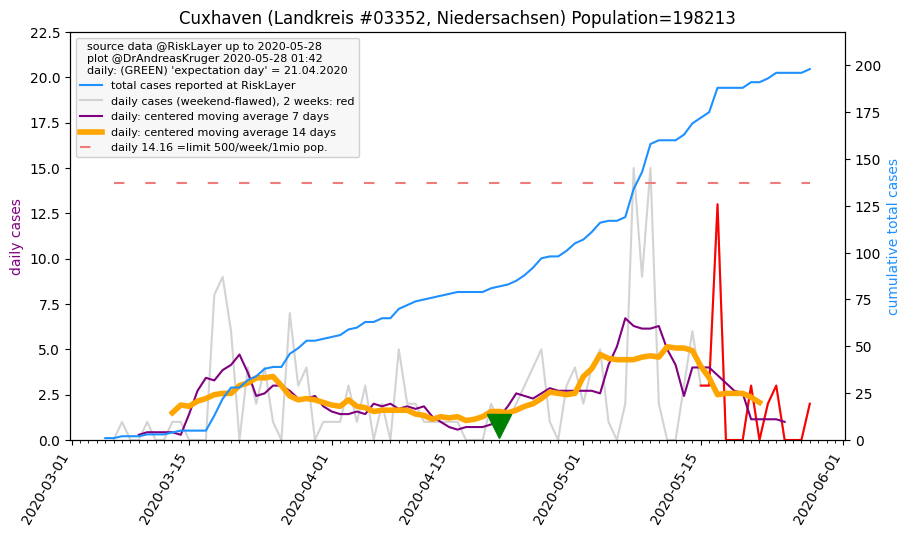 Cuxhaven (Landkreis #03352, Niedersachsen) Population=198213
source data @RiskLayer up to 2020-05-28
plot @DrAndreasKruger 2020-05-28 01:42
daily: (GREEN) 'expectation day' = 21.04.2020
total cases reported at RiskLayer
daily cases (weekend-flawed), 2 weeks: red
daily: centered moving average 7 days
daily: centered moving average 14 days
daily 14.16 =limit 500/week/1mio pop.
daily cases
22.5
20.0
17.5
15.0
12.5
10.0
7.5
5.0
2.5
0.0
200
175
150
125
100
75
50
25
0
cumulative total cases
2020-03-01
2020-03-15
2020-04-01
2020-04-15
2020-05-01
2020-05-15
2020-06-01